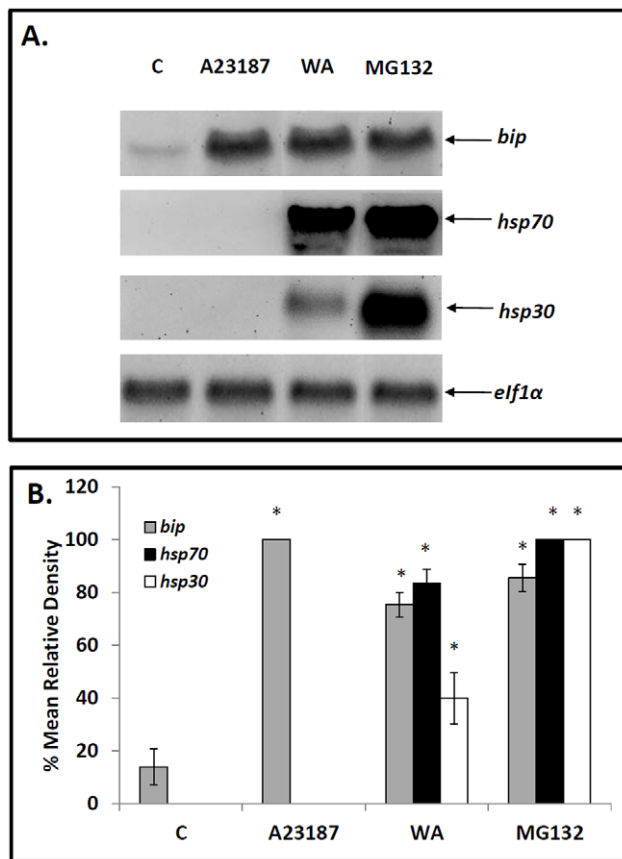 A.
C A23187 WA MG132
bip
hsp70
hsp30
eIf1α
B.
% Mean Relative Density
120
100
80
60
40
20
0
bip
hsp70
hsp30
*
* * *
* * *
C A23187 WA MG132